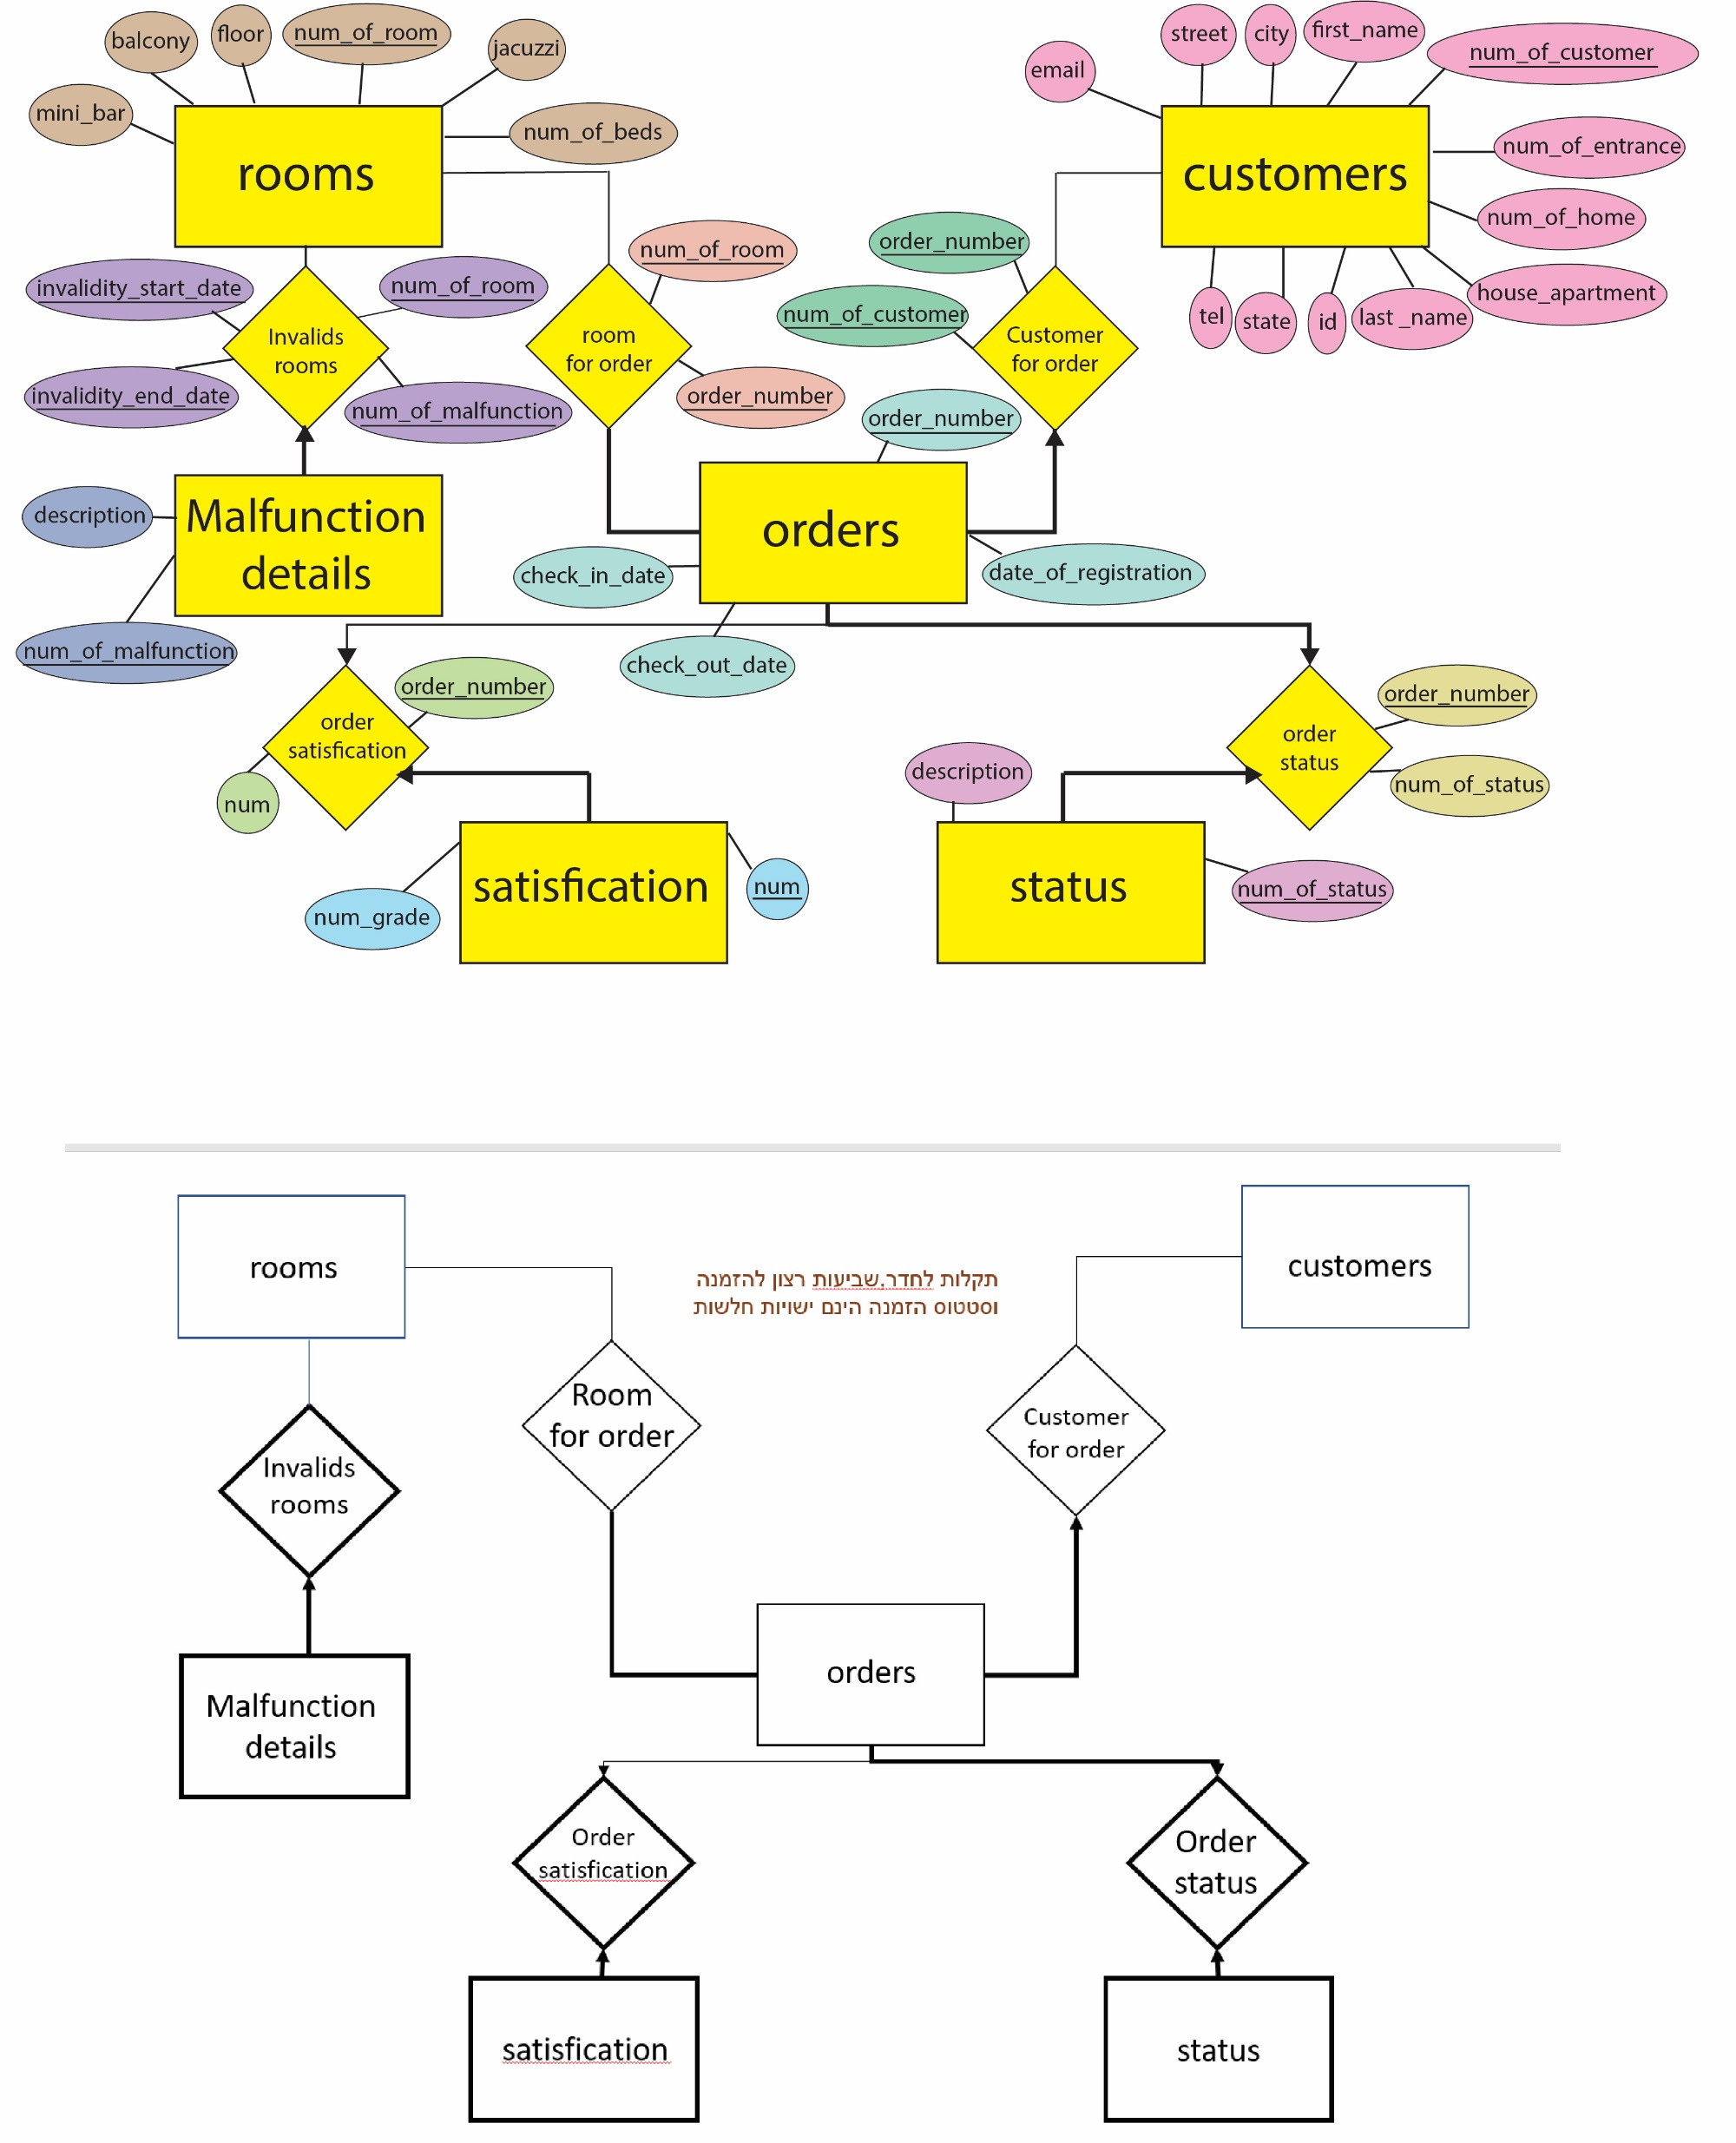 balcony
floor
num_of_room
jacuzzi
mini_bar
num_of_beds
rooms
email
street
city
first_name
num_of_customer
num_of_entrance
num_of_home
house_apartment
customers
tel
state
id
last _name
invalidity_start_date
num_of_room
Invalids
rooms
invalidity_end_date
num_of_malfunction
num_of_room
room
for order
order_number
order_number
num_of_customer
Customer
for order
order_number
description
Malfunction
details
num_of_malfunction
orders
check_in_date
date_of_registration
check_out_date
order_number
order
satisfication
num
order_number
order
status
num_of_status
description
satisfication
num
num_grade
status
num_of_status
rooms
תקלות לחדר,שביעות רצון להזמנה
וסטטוס הזמנה הינם ישויות חלשות
customers
Room
for order
Customer
for order
Invalids
rooms
orders
Malfunction
details
Order
satisfication
Order
status
satisfication
status